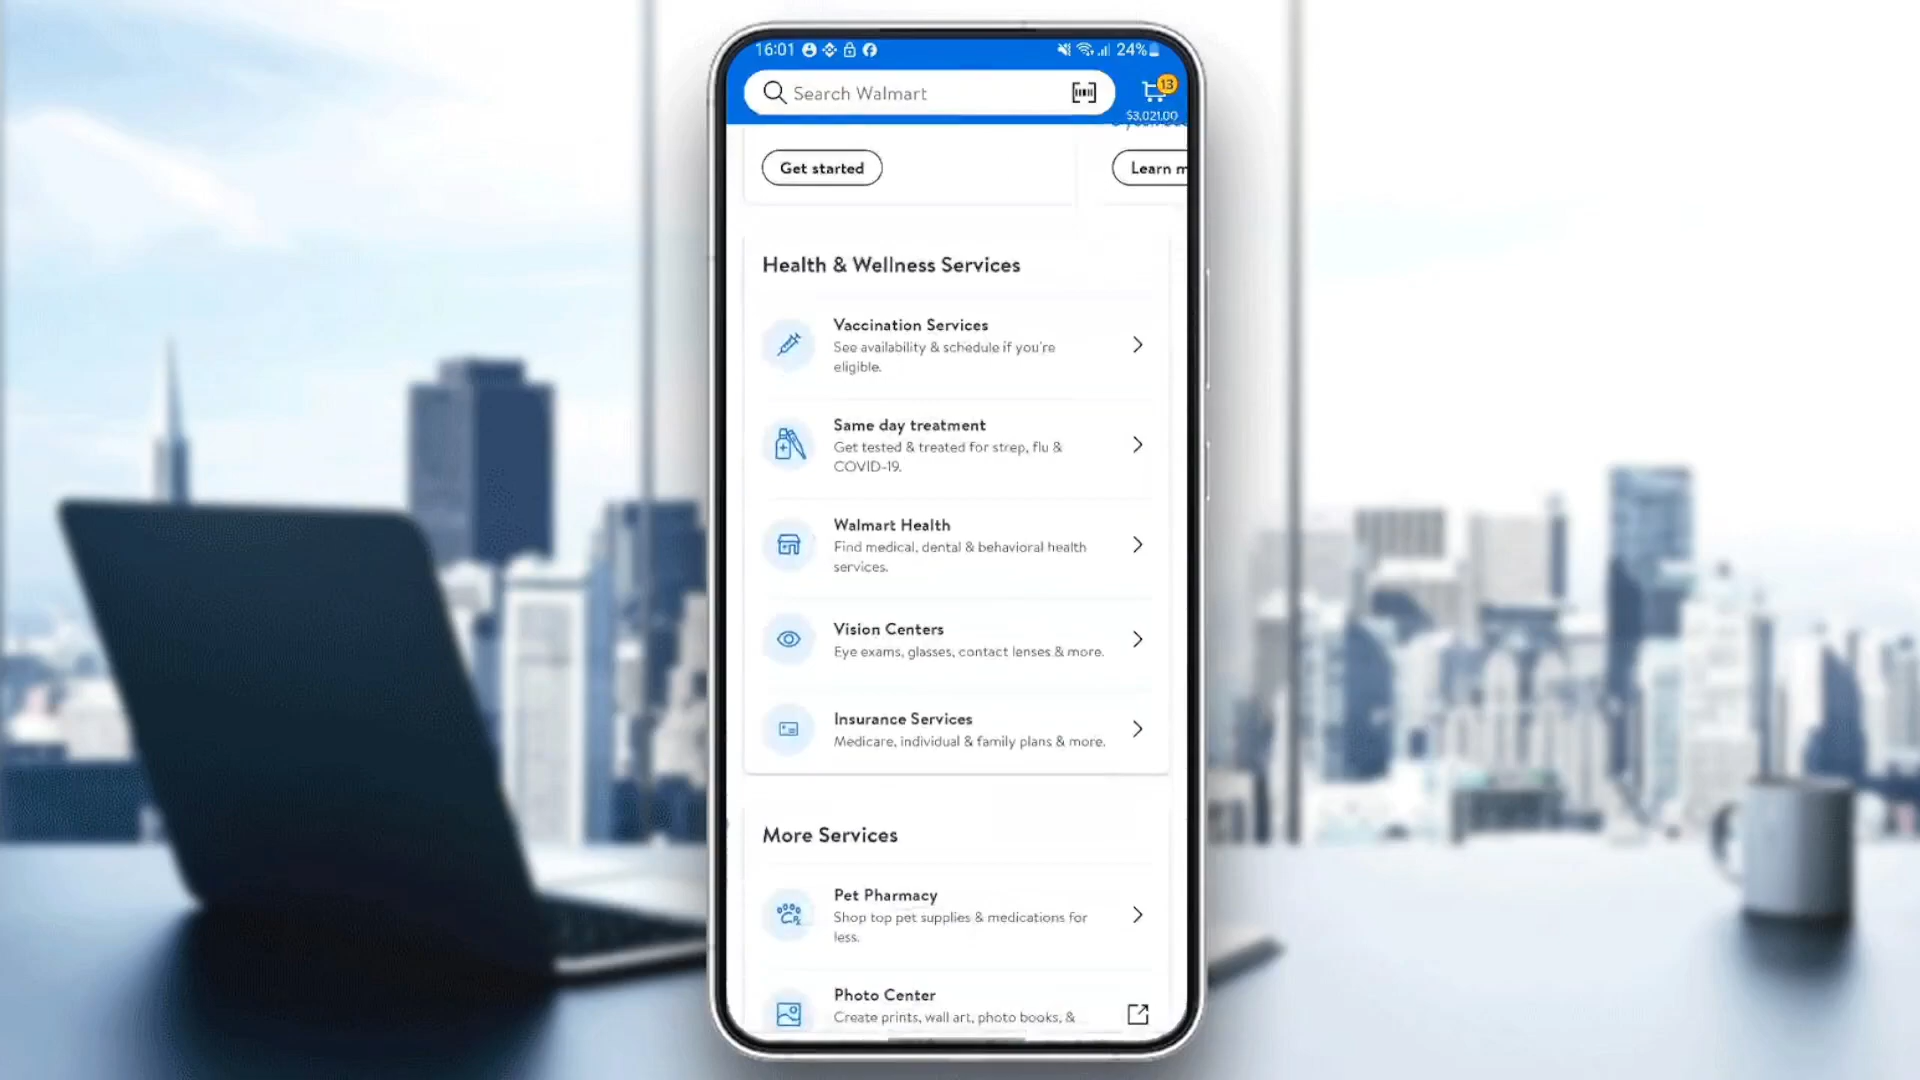 16:01
24%
Search Walmart
13
$3,021.00
Get started
Learn m
Health & Wellness Services
Vaccination Services
See availability & schedule if you're
eligible.
Same day treatment
Get tested & treated for strep, flu &
COVID-19.
Walmart Health
Find medical, dental & behavioral health
services.
Vision Centers
Eye exams, glasses, contact lenses & more.
Insurance Services
Medicare, individual & family plans & more.
More Services
Pet Pharmacy
Shop top pet supplies & medications for
less.
Photo Center
Create prints, wall art, photo books, &